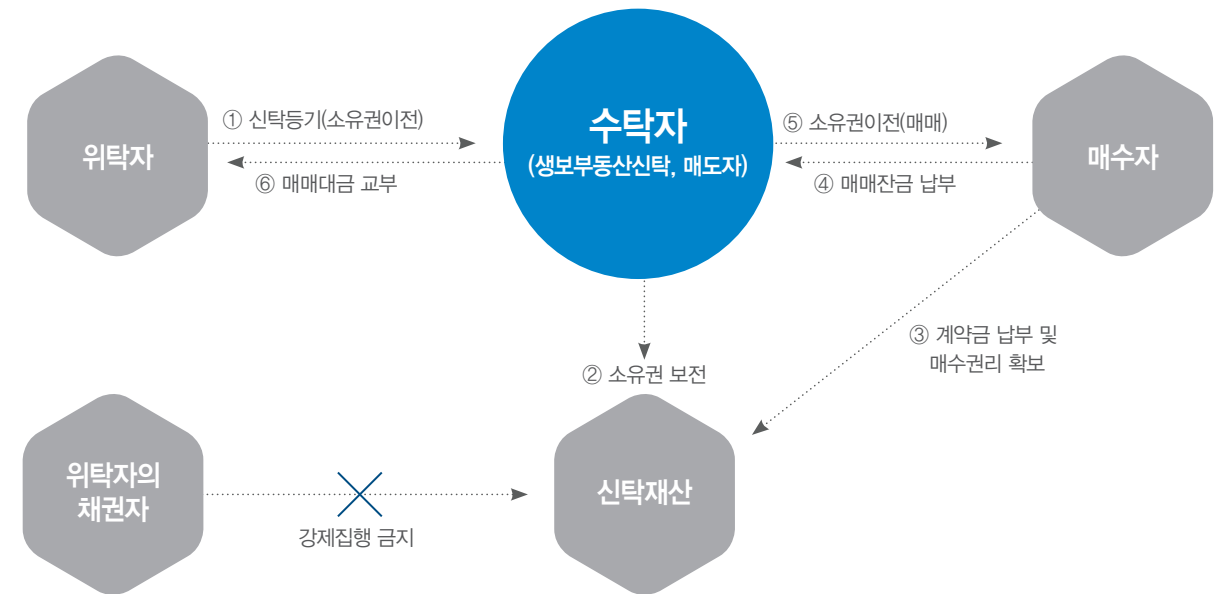 위탁자
① 신탁등기(소유권이전)
⑥ 매매대금 교부
수탁자
(생보부동산신탁, 매도자)
⑤ 소유권이전(매매)
④ 매매잔금 납부
매수자
② 소유권 보전
③ 계약금 납부 및
매수권리 확보
위탁자의
채권자
강제집행 금지
신탁재산